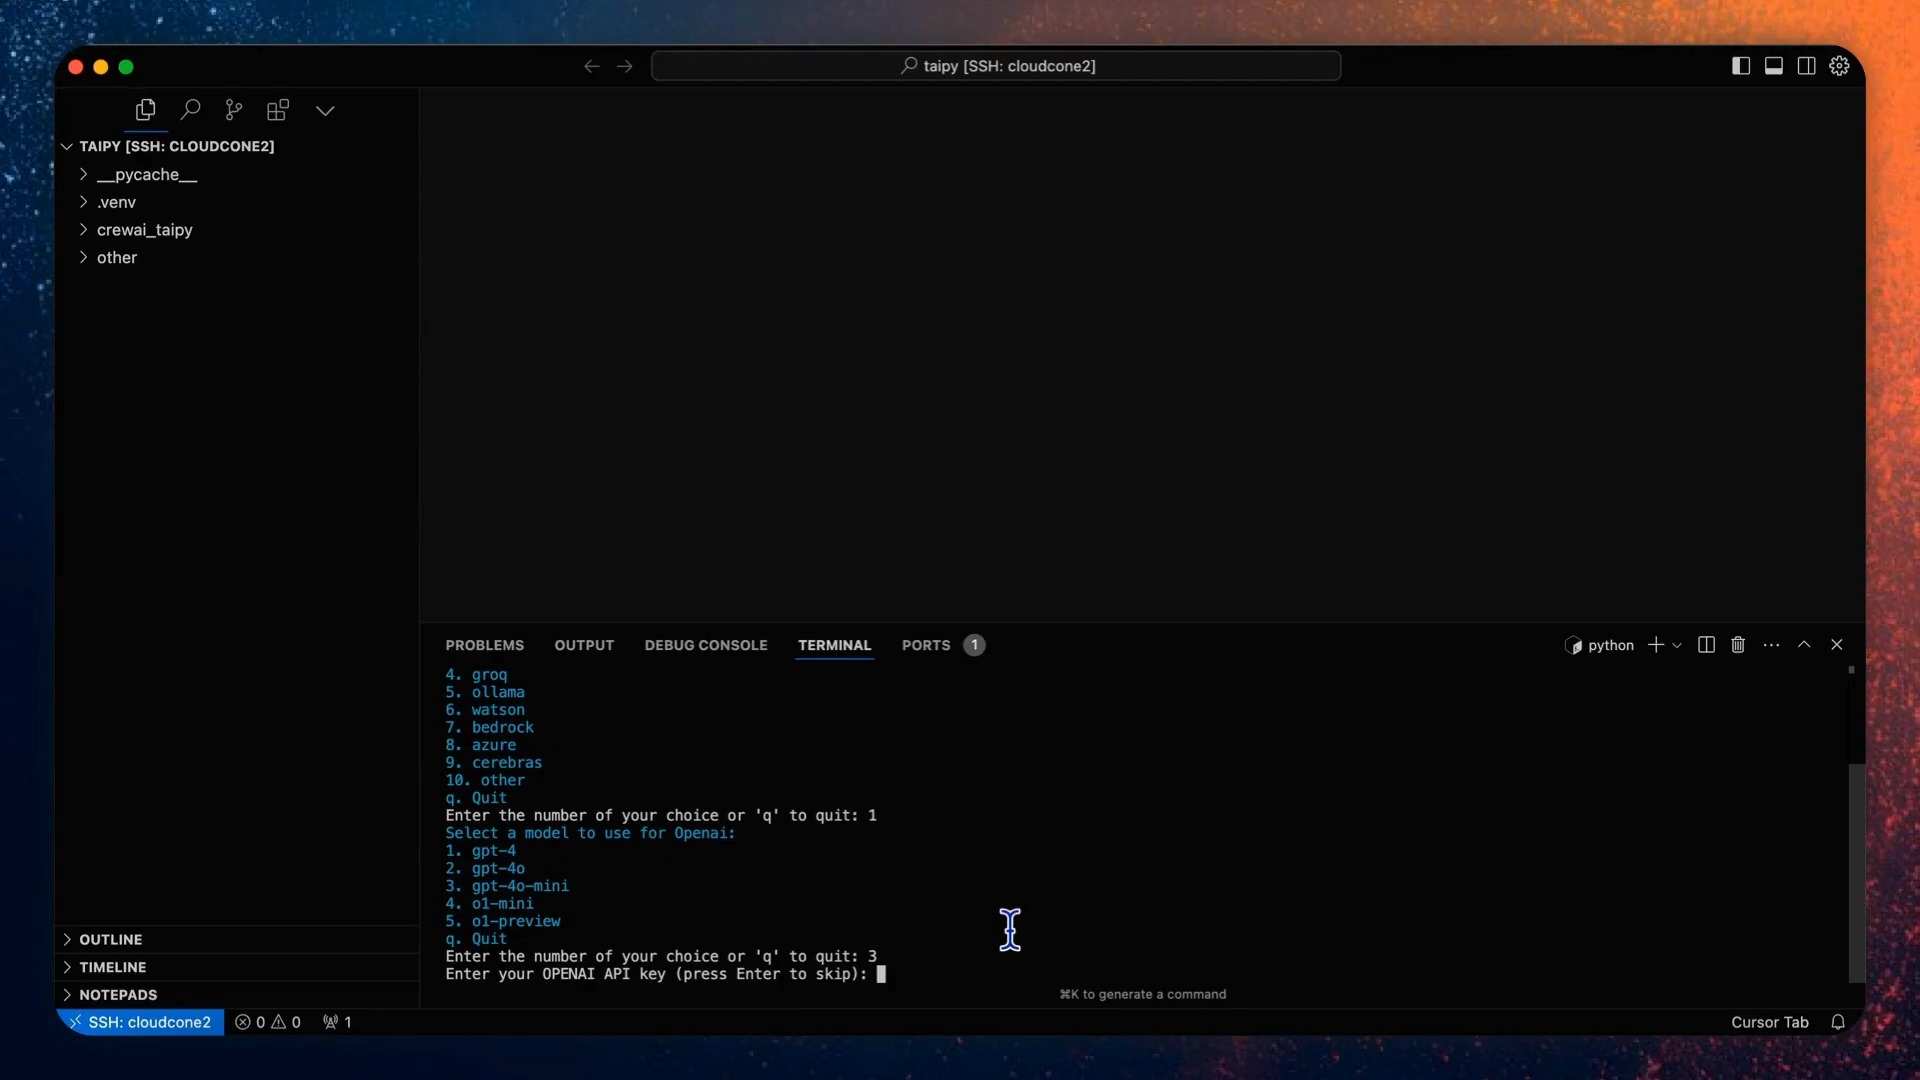 taipy [SSH: cloudcone2]
TAIPY [SSH: CLOUDCONE2]
__pycache__
.venv
crewai_taipy
other
OUTLINE
TIMELINE
NOTEPADS
PROBLEMS OUTPUT DEBUG CONSOLE TERMINAL PORTS 1
python
4. groq
5. ollama
6. watson
7. bedrock
8. azure
9. cerebras
10. other
q. Quit
Enter the number of your choice or 'q' to quit: 1
Select a model to use for Openai:
1. gpt-4
2. gpt-4o
3. gpt-4o-mini
4. o1-mini
5. o1-preview
q. Quit
Enter the number of your choice or 'q' to quit: 3
Enter your OPENAI API key (press Enter to skip):
⌘K to generate a command
SSH: cloudcone2 0 0 1 Cursor Tab